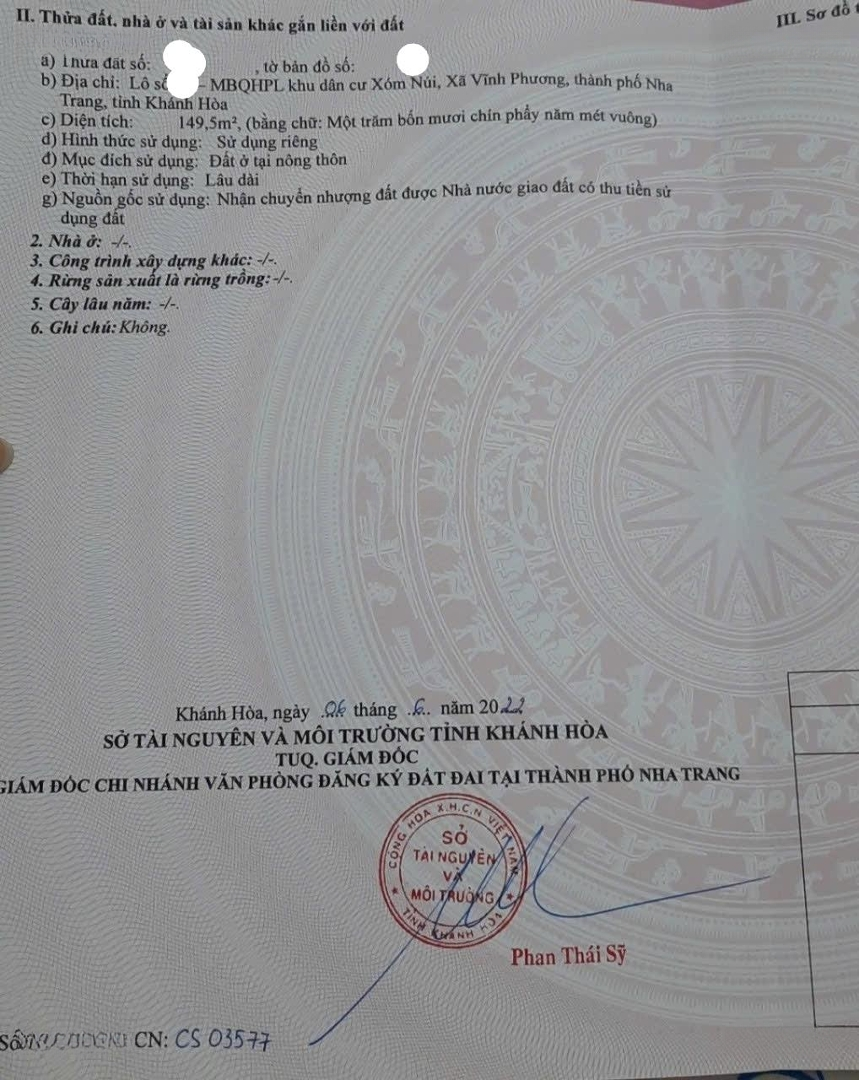 II. Thửa đất, nhà ở và tài sản khác gắn liền với đất
III. Sơ đồ
a) Thửa đất số: , tờ bản đồ số:
b) Địa chỉ: Lô số – MBQHPL khu dân cư Xóm Núi, Xã Vĩnh Phương, thành phố Nha
Trang, tỉnh Khánh Hòa
c) Diện tích: 149,5m², (bằng chữ: Một trăm bốn mươi chín phẩy năm mét vuông)
d) Hình thức sử dụng: Sử dụng riêng
đ) Mục đích sử dụng: Đất ở tại nông thôn
e) Thời hạn sử dụng: Lâu dài
g) Nguồn gốc sử dụng: Nhận chuyển nhượng đất được Nhà nước giao đất có thu tiền sử
dụng đất
2. Nhà ở: -/-.
3. Công trình xây dựng khác: -/-.
4. Rừng sản xuất là rừng trồng: -/-.
5. Cây lâu năm: -/-.
6. Ghi chú: Không.
Khánh Hòa, ngày 06 tháng .6.. năm 2022
SỞ TÀI NGUYÊN VÀ MÔI TRƯỜNG TỈNH KHÁNH HÒA
TUQ. GIÁM ĐỐC
GIÁM ĐỐC CHI NHÁNH VĂN PHÒNG ĐĂNG KÝ ĐẤT ĐAI TẠI THÀNH PHỐ NHA TRANG
CỘNG HÒA X.H.C.N VIỆT NAM
SỞ
TÀI NGUYÊN
VÀ
MÔI TRƯỜNG
TỈNH KHÁNH HÒA
Phan Thái Sỹ
Số CN: CS 03577